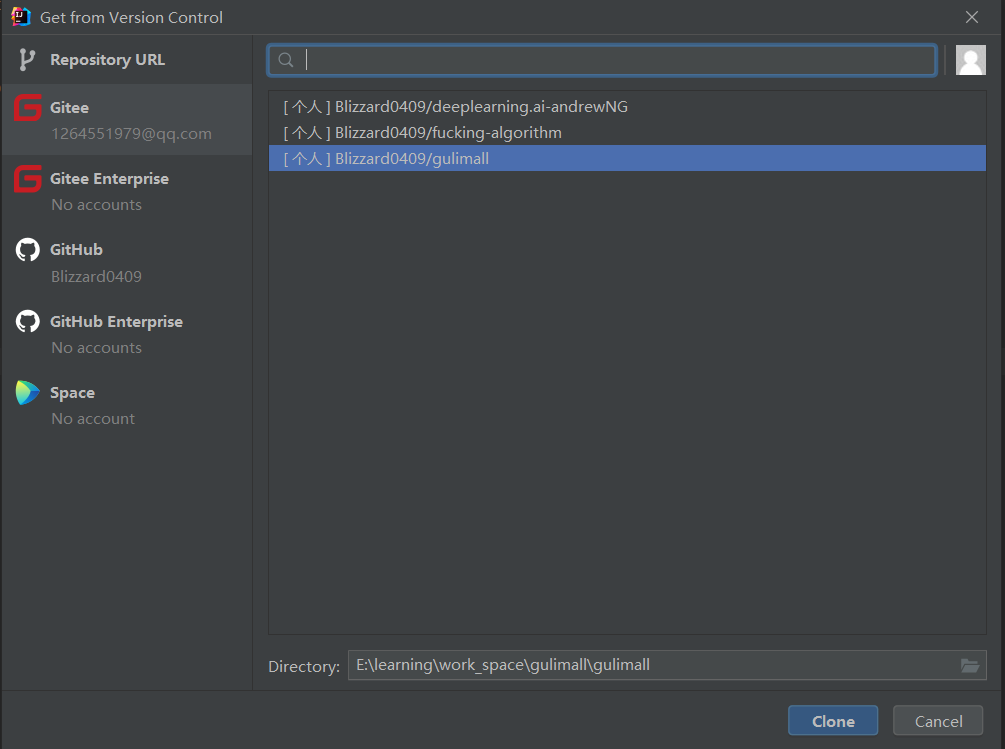 Get from Version Control
Repository URL
Gitee
1264551979@qq.com
Gitee Enterprise
No accounts
GitHub
Blizzard0409
GitHub Enterprise
No accounts
Space
No account
[ 个人 ] Blizzard0409/deeplearning.ai-andrewNG
[ 个人 ] Blizzard0409/fucking-algorithm
[ 个人 ] Blizzard0409/gulimall
Directory: E:\learning\work_space\gulimall\gulimall
Clone Cancel